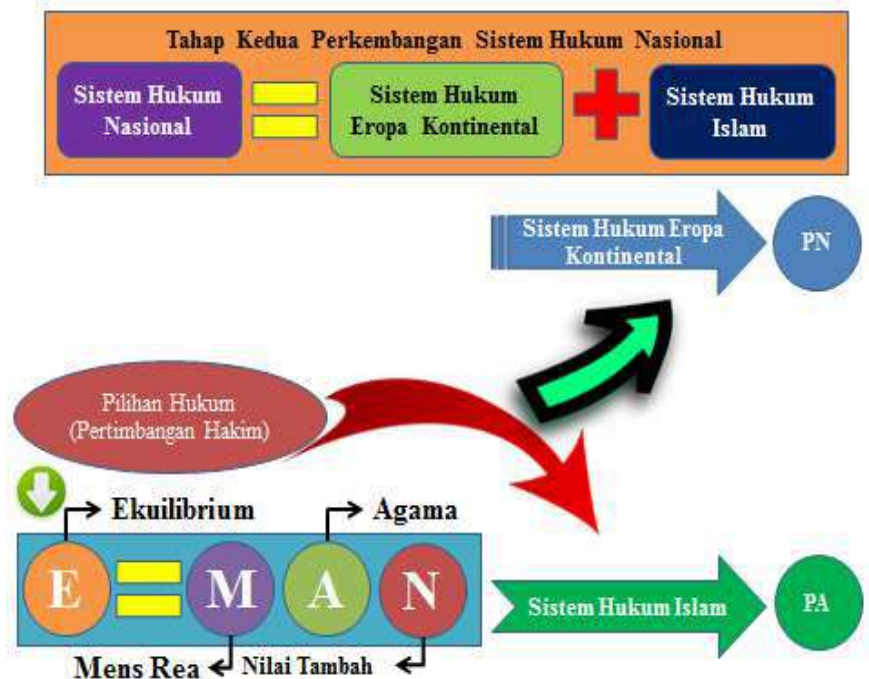 Tahap Kedua Perkembangan Sistem Hukum Nasional
Sistem Hukum
Nasional
Sistem Hukum
Eropa Kontinental
Sistem Hukum
Islam
Sistem Hukum Eropa
Kontinental
PN
Pilihan Hukum
(Pertimbangan Hakim)
Ekuilibrium
Agama
E
M
A
N
Mens Rea
Nilai Tambah
Sistem Hukum Islam
PA